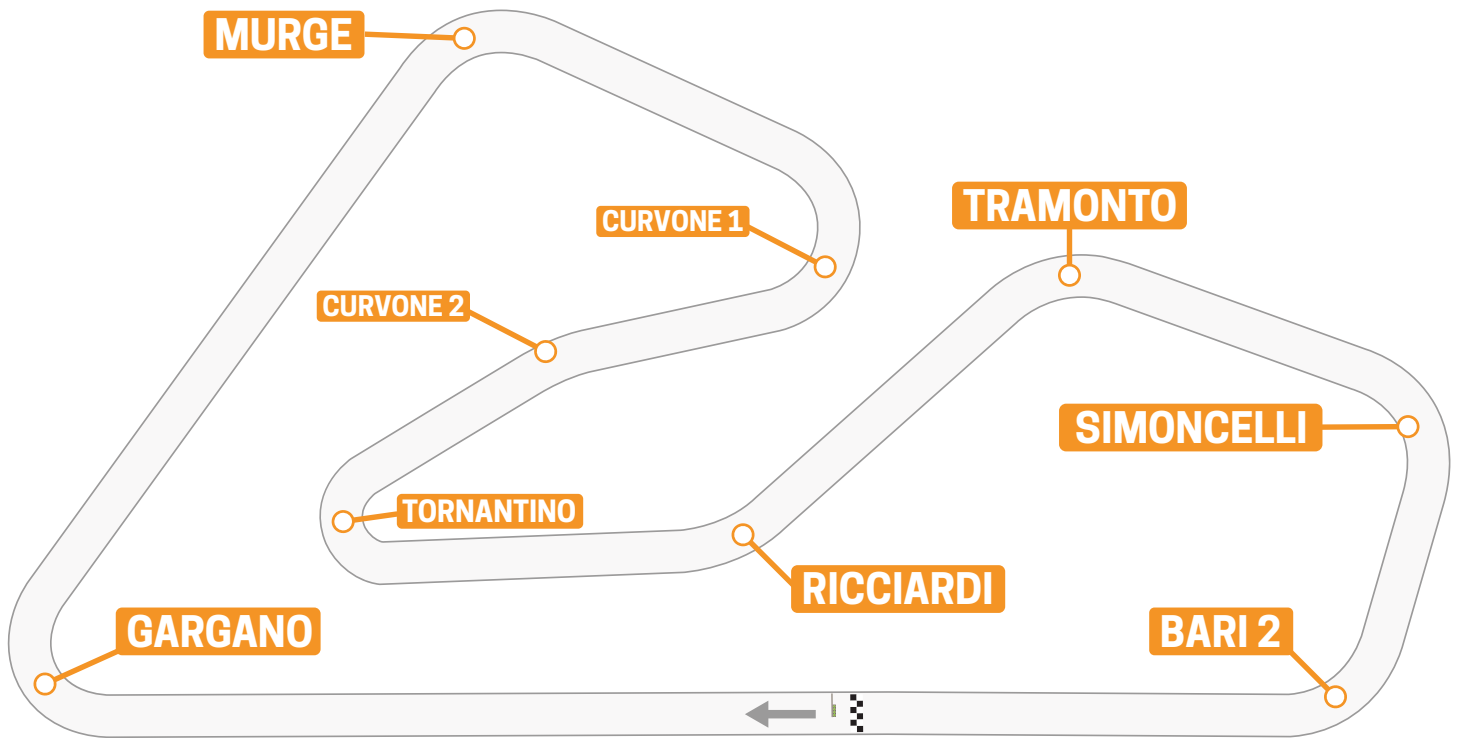 MURGE
TRAMONTO
CURVONE 1
CURVONE 2
SIMONCELLI
TORNANTINO
RICCIARDI
GARGANO
BARI 2